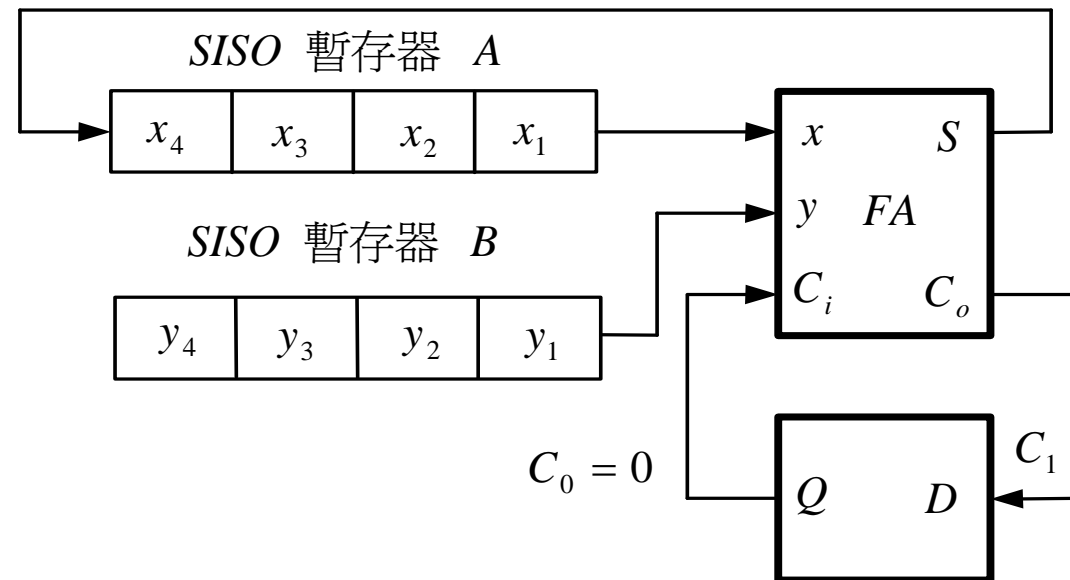 SISO 暫存器 A
x₄ x₃ x₂ x₁
x S
y FA
SISO 暫存器 B
Cᵢ Cₒ
y₄ y₃ y₂ y₁
C₀ = 0
C₁
Q D